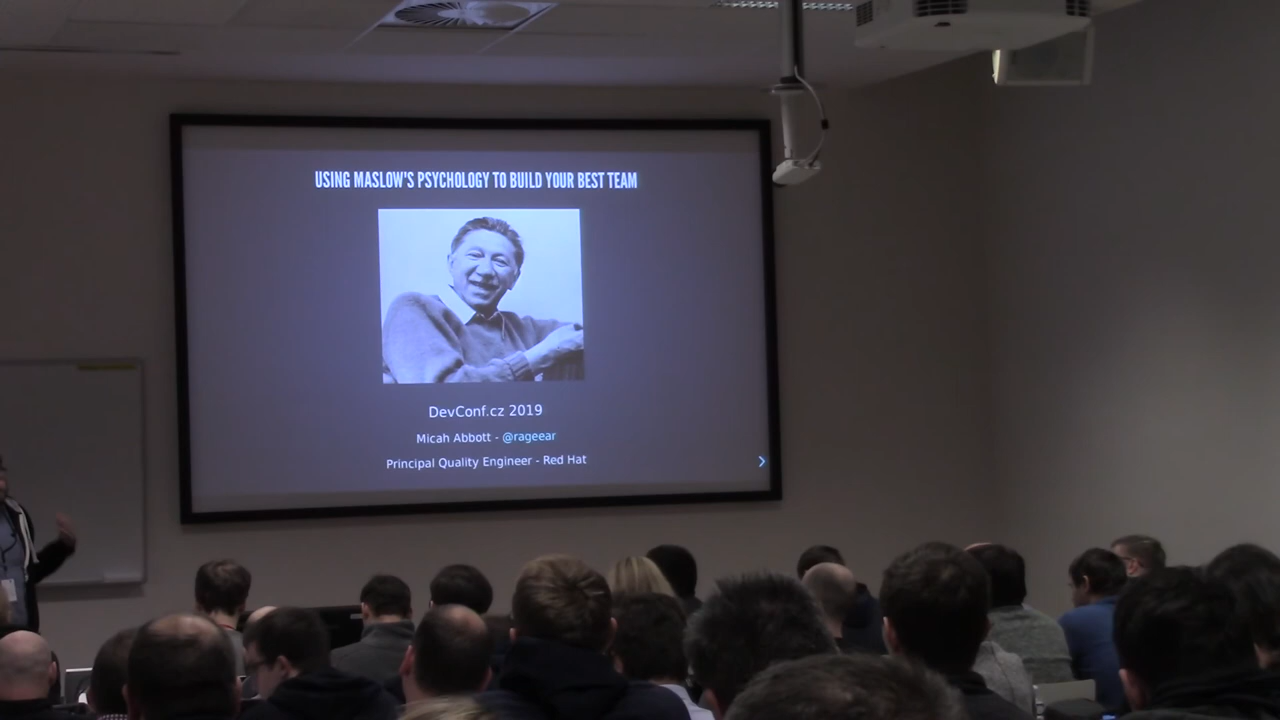 USING MASLOW'S PSYCHOLOGY TO BUILD YOUR BEST TEAM
DevConf.cz 2019
Micah Abbott - @rageear
Principal Quality Engineer - Red Hat